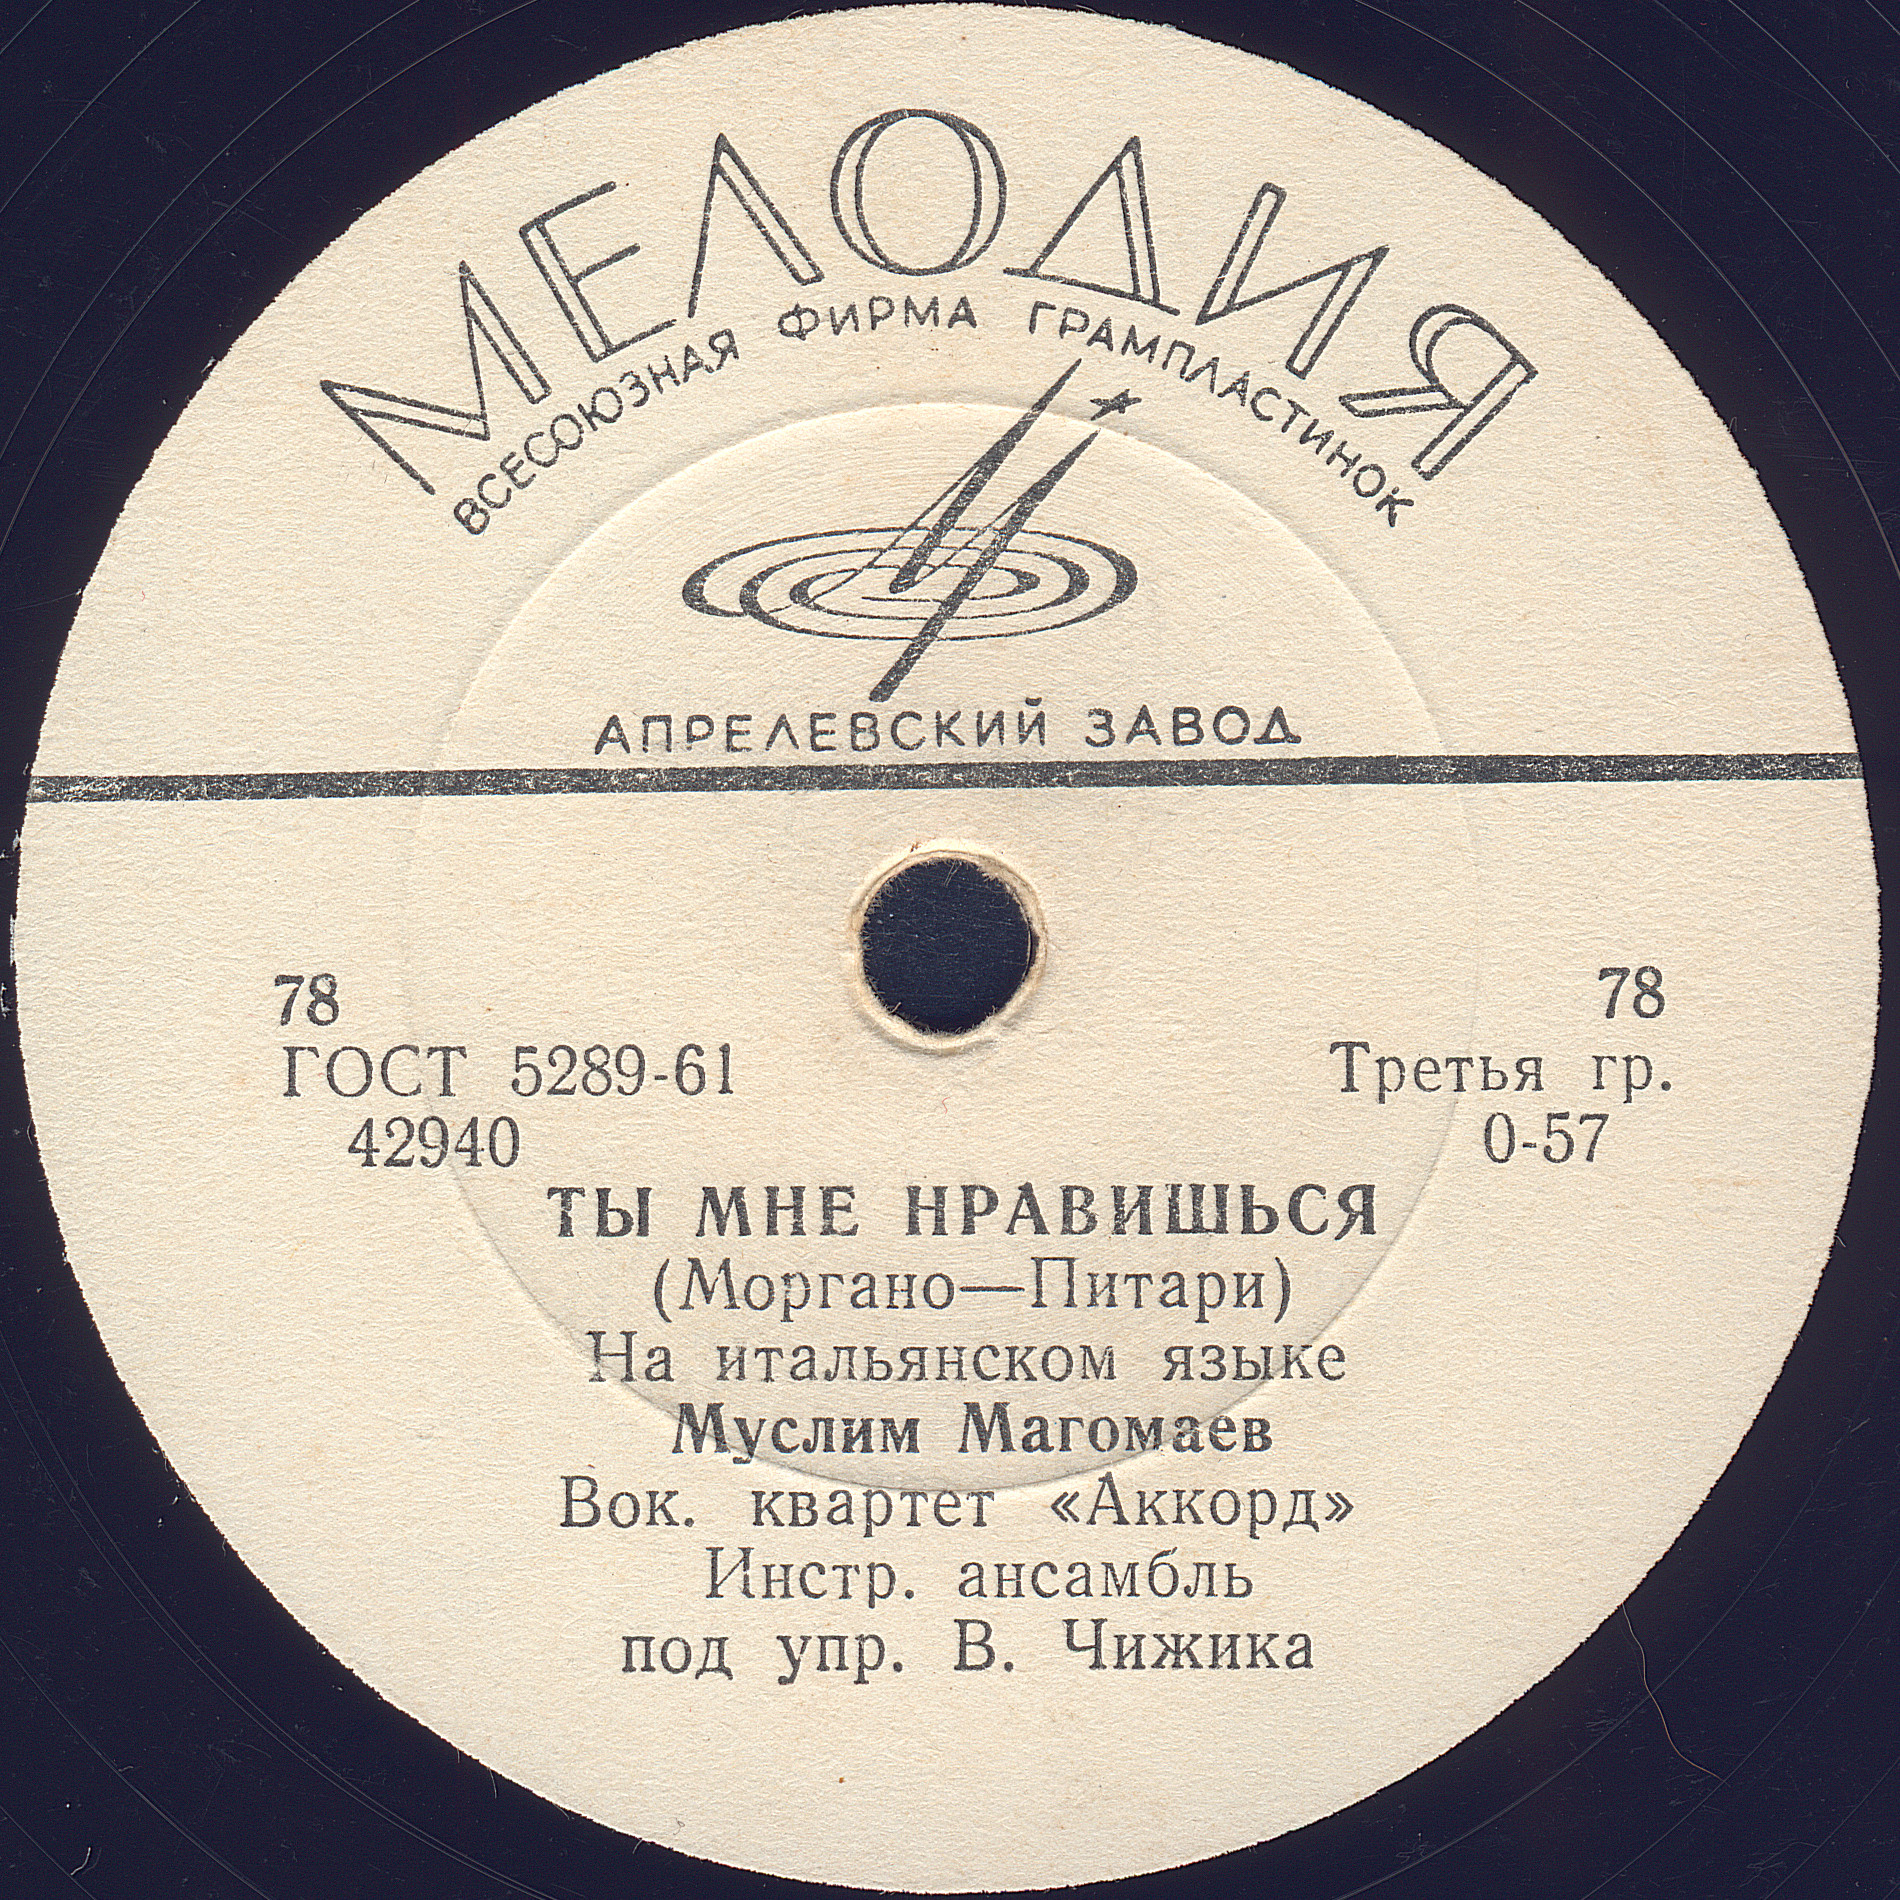 МЕЛОДИЯ
ВСЕСОЮЗНАЯ ФИРМА ГРАМПЛАСТИНОК
АПРЕЛЕВСКИЙ ЗАВОД
78 78
ГОСТ 5289-61 Третья гр.
42940 0-57
ТЫ МНЕ НРАВИШЬСЯ
(Моргано—Питари)
На итальянском языке
Муслим Магомаев
Вок. квартет «Аккорд»
Инстр. ансамбль
под упр. В. Чижика